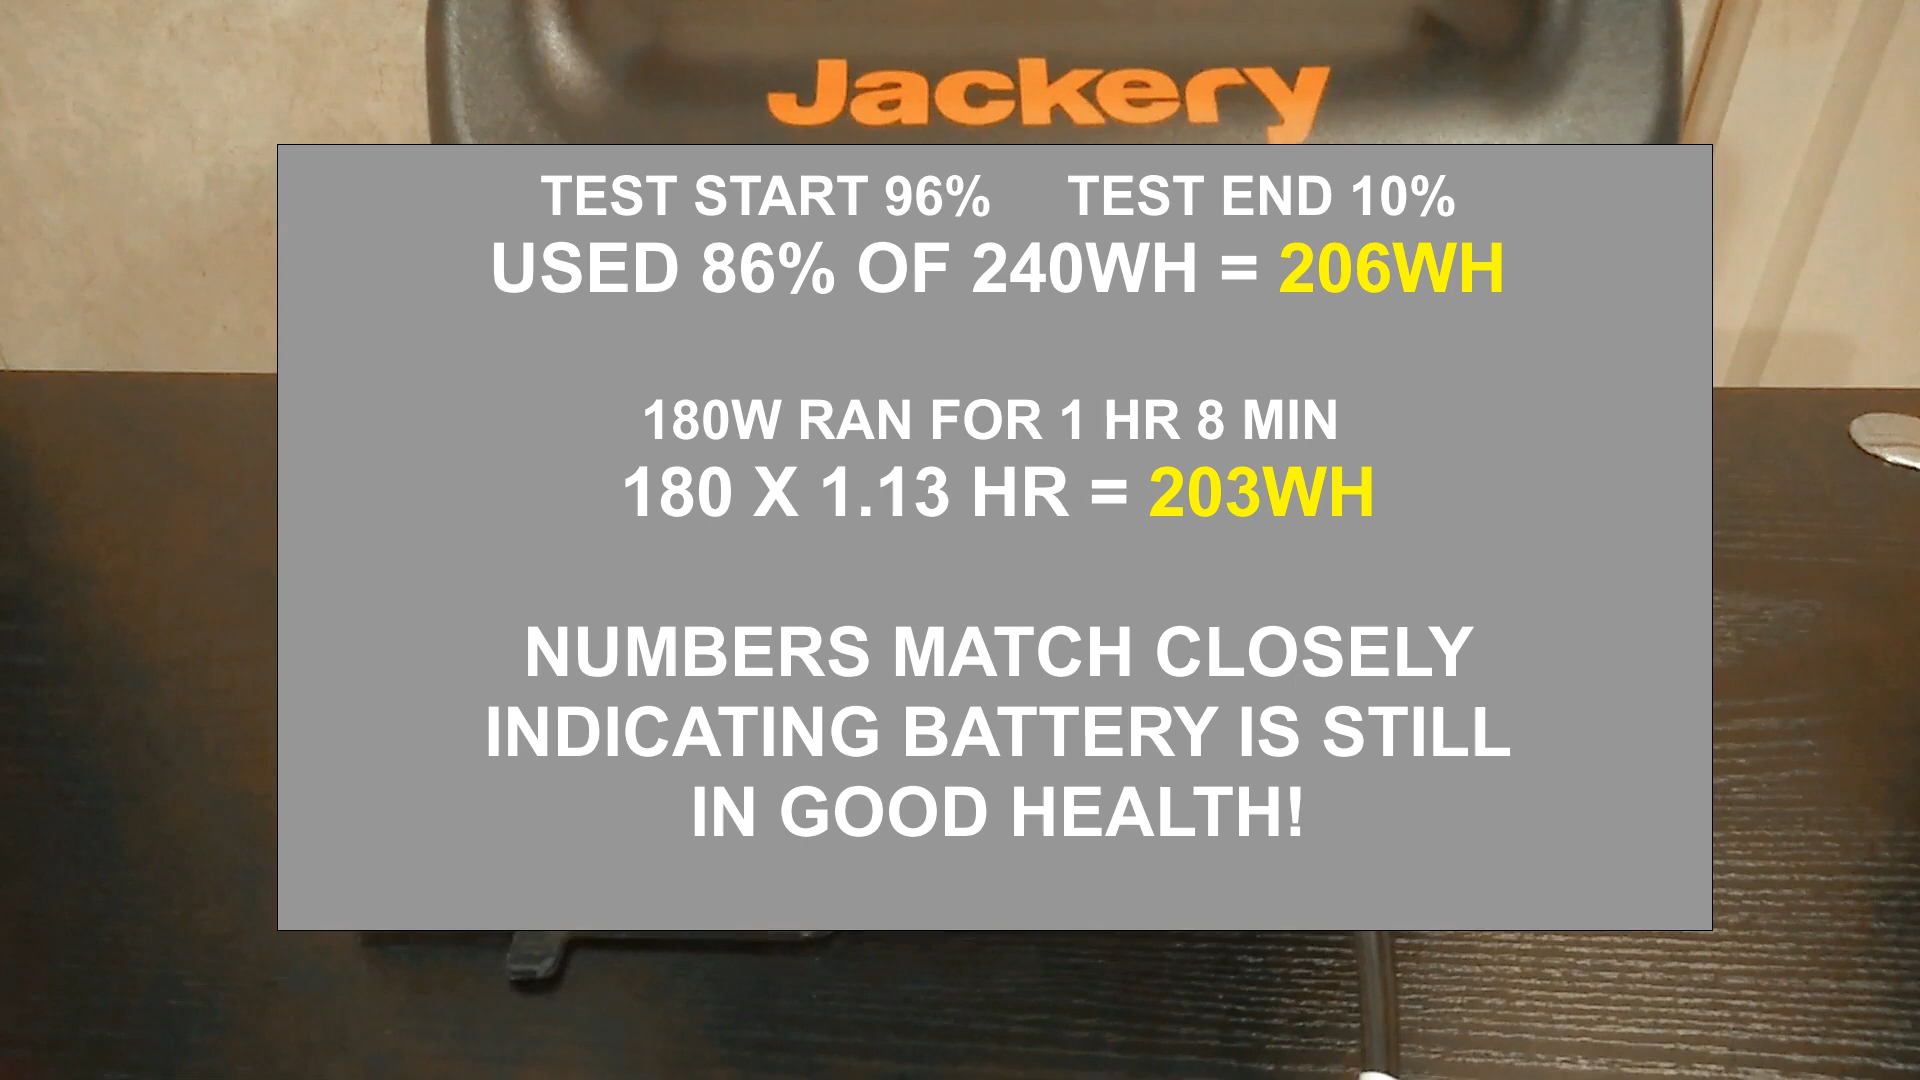 Jackery
TEST START 96% TEST END 10%
USED 86% OF 240WH = 206WH
180W RAN FOR 1 HR 8 MIN
180 X 1.13 HR = 203WH
NUMBERS MATCH CLOSELY
INDICATING BATTERY IS STILL
IN GOOD HEALTH!